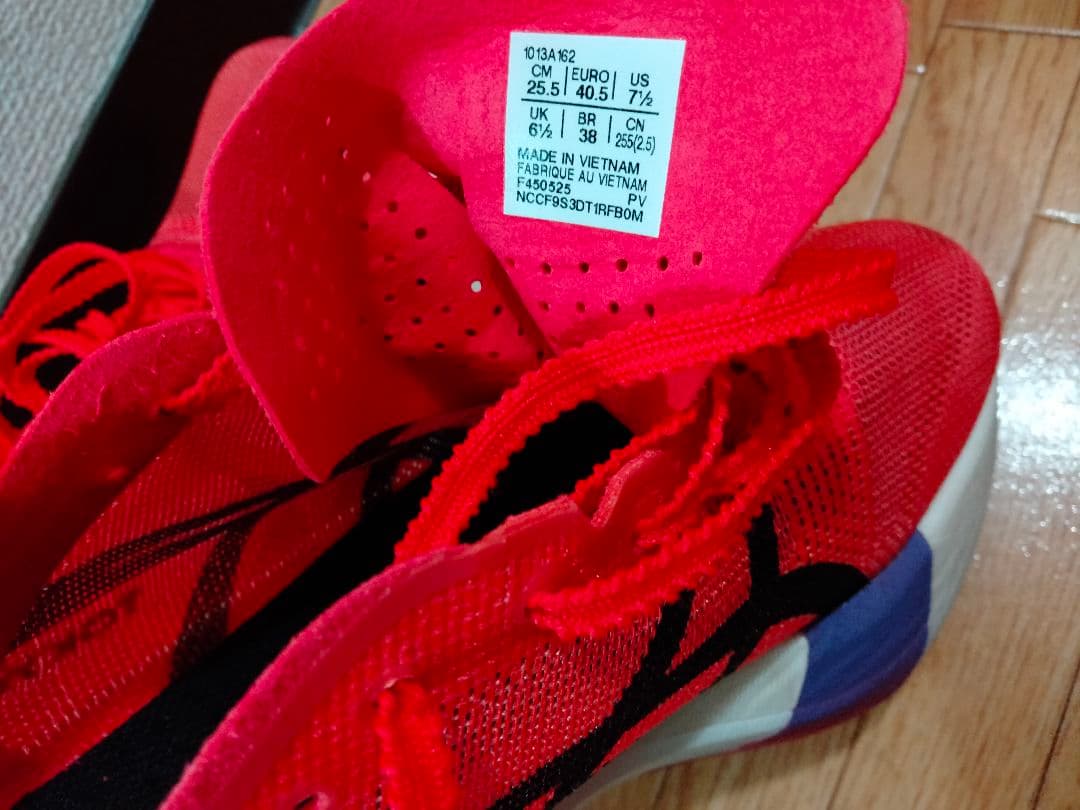 1013A162
CM EURO US
25.5 40.5 7½
UK BR CN
6½ 38 255(2.5)
MADE IN VIETNAM
FABRIQUE AU VIETNAM
F450525 PV
NCCF9S3DT1RFB0M